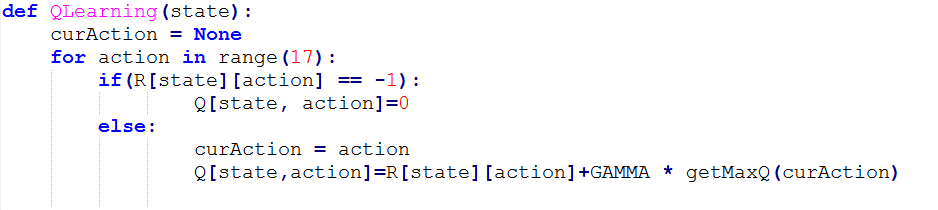 def QLearning(state):
    curAction = None
    for action in range(17):
        if(R[state][action] == -1):
                Q[state, action]=0
        else:
                curAction = action
                Q[state,action]=R[state][action]+GAMMA * getMaxQ(curAction)